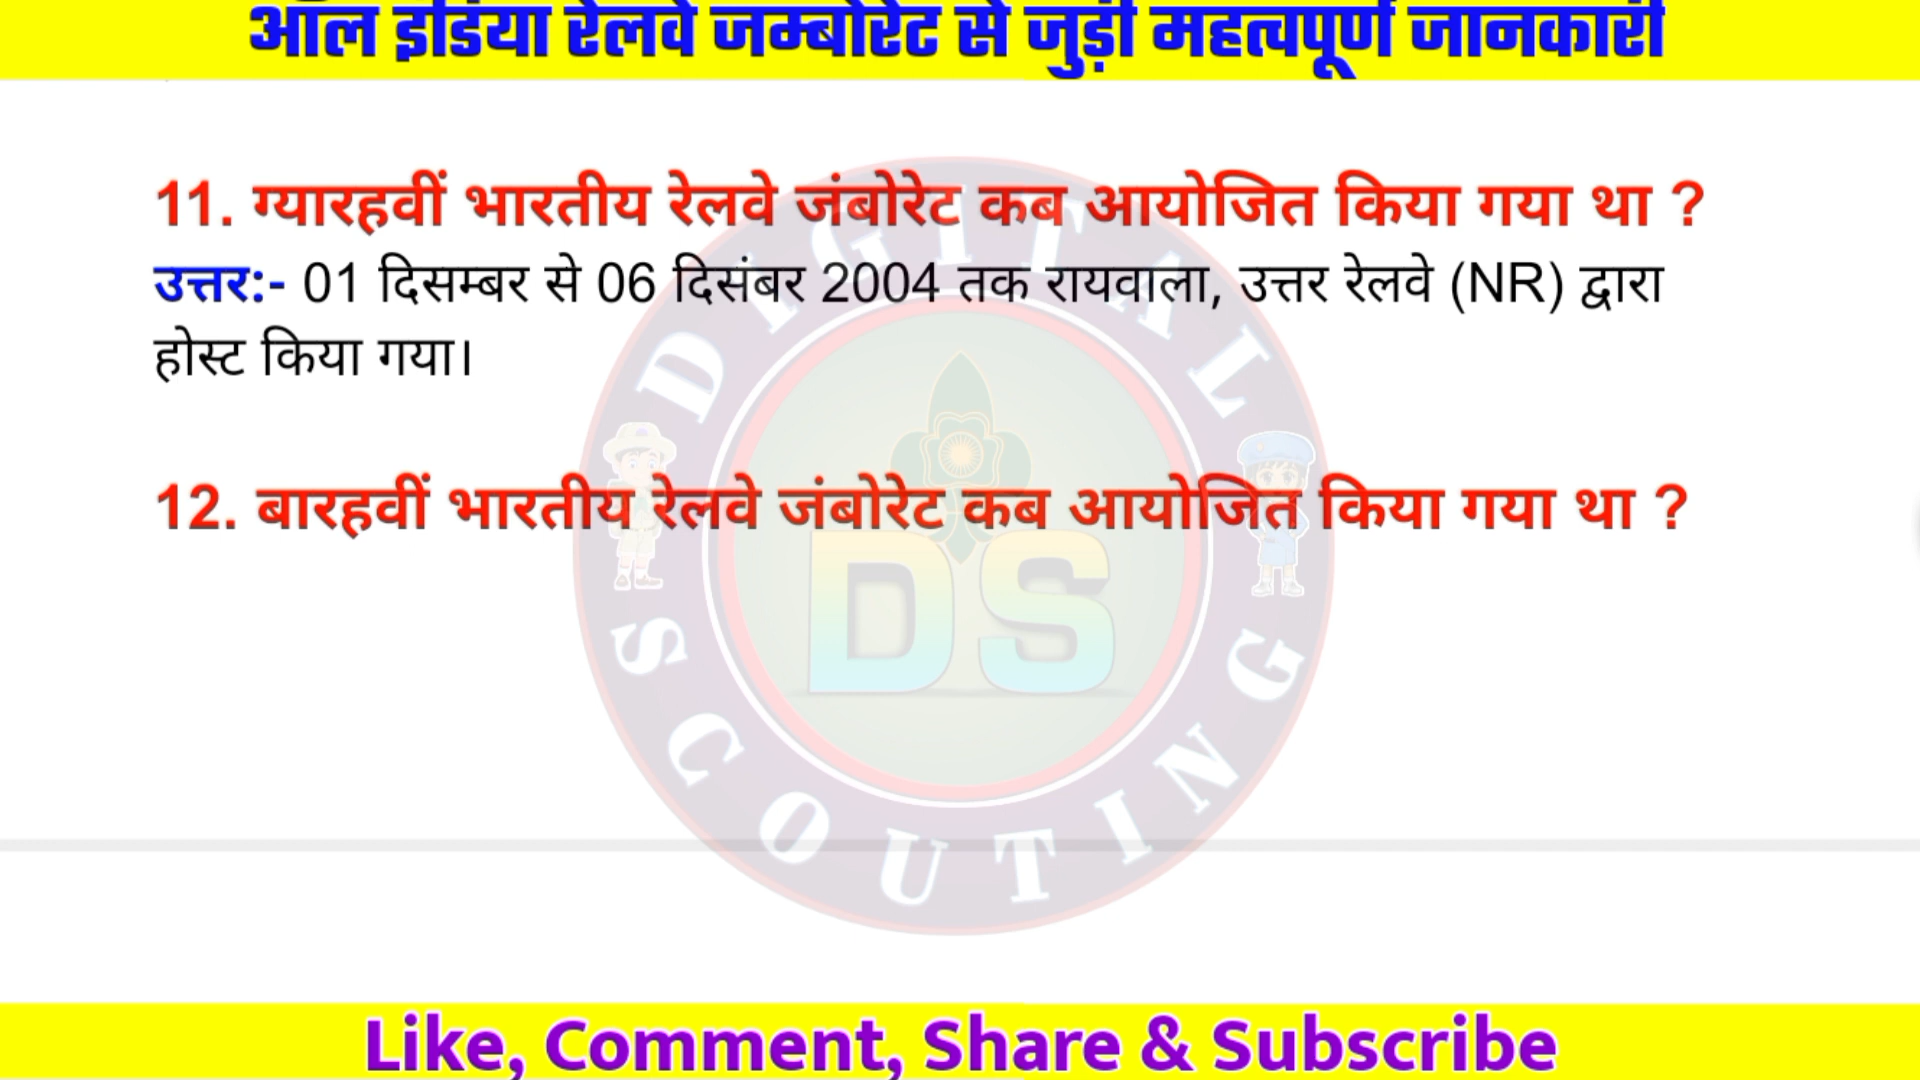 ऑल इंडिया रेलवे जम्बोरेट से जुड़ी महत्वपूर्ण जानकारी
11. ग्यारहवीं भारतीय रेलवे जंबोरेट कब आयोजित किया गया था ?
उत्तर:- 01 दिसम्बर से 06 दिसंबर 2004 तक रायवाला, उत्तर रेलवे (NR) द्वारा
होस्ट किया गया।
12. बारहवीं भारतीय रेलवे जंबोरेट कब आयोजित किया गया था ?
DIGITAL
DS
SCOUTING
Like, Comment, Share & Subscribe